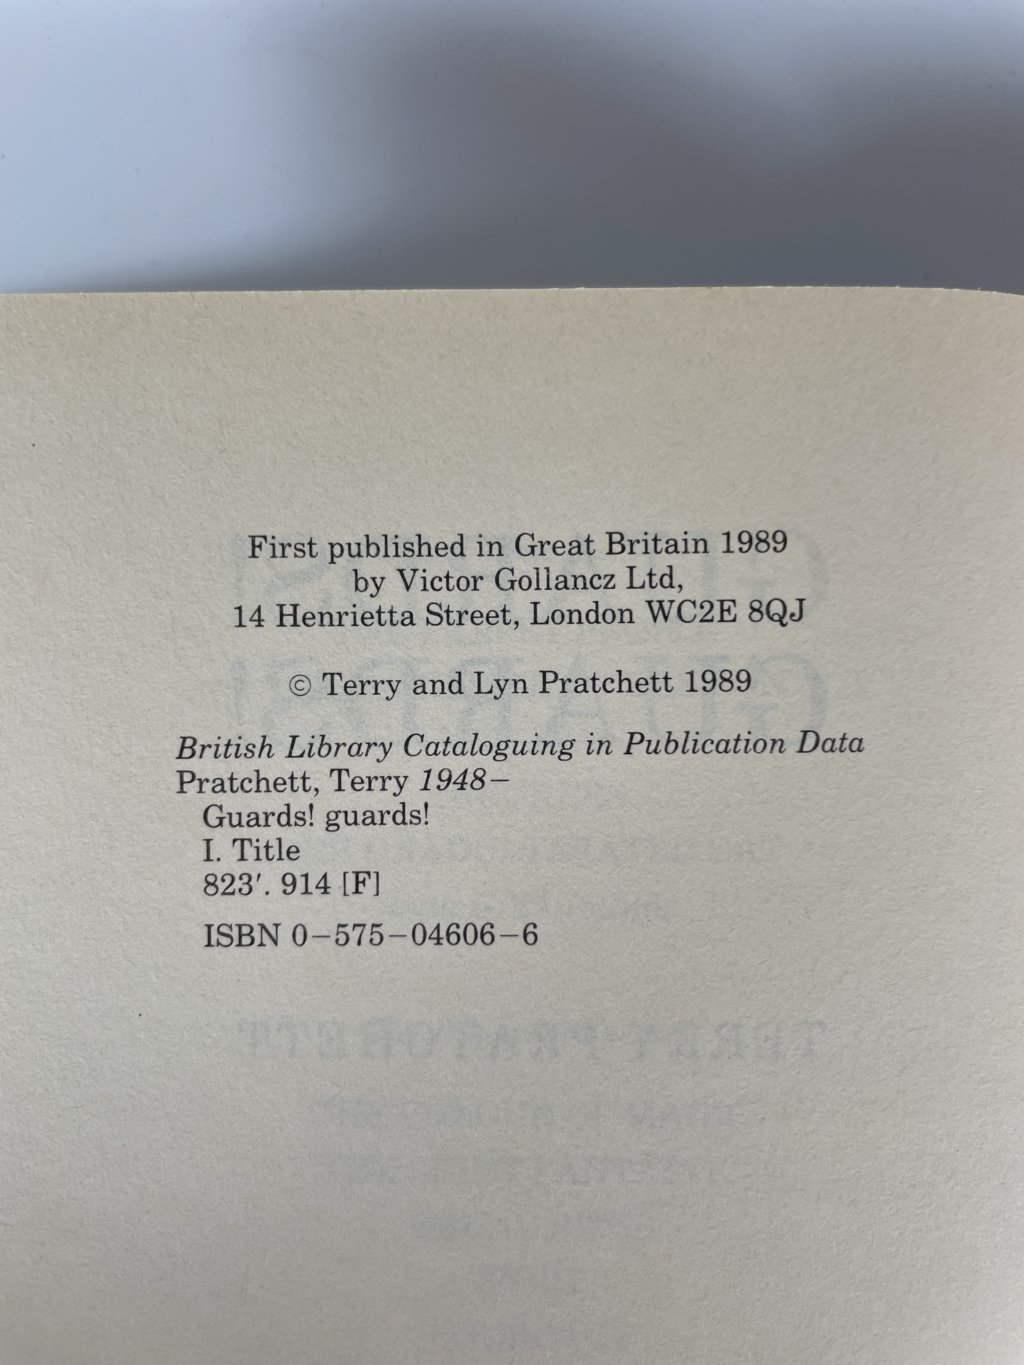 First published in Great Britain 1989
by Victor Gollancz Ltd,
14 Henrietta Street, London WC2E 8QJ
© Terry and Lyn Pratchett 1989
British Library Cataloguing in Publication Data
Pratchett, Terry 1948–
Guards! guards!
I. Title
823′. 914 [F]
ISBN 0–575–04606–6